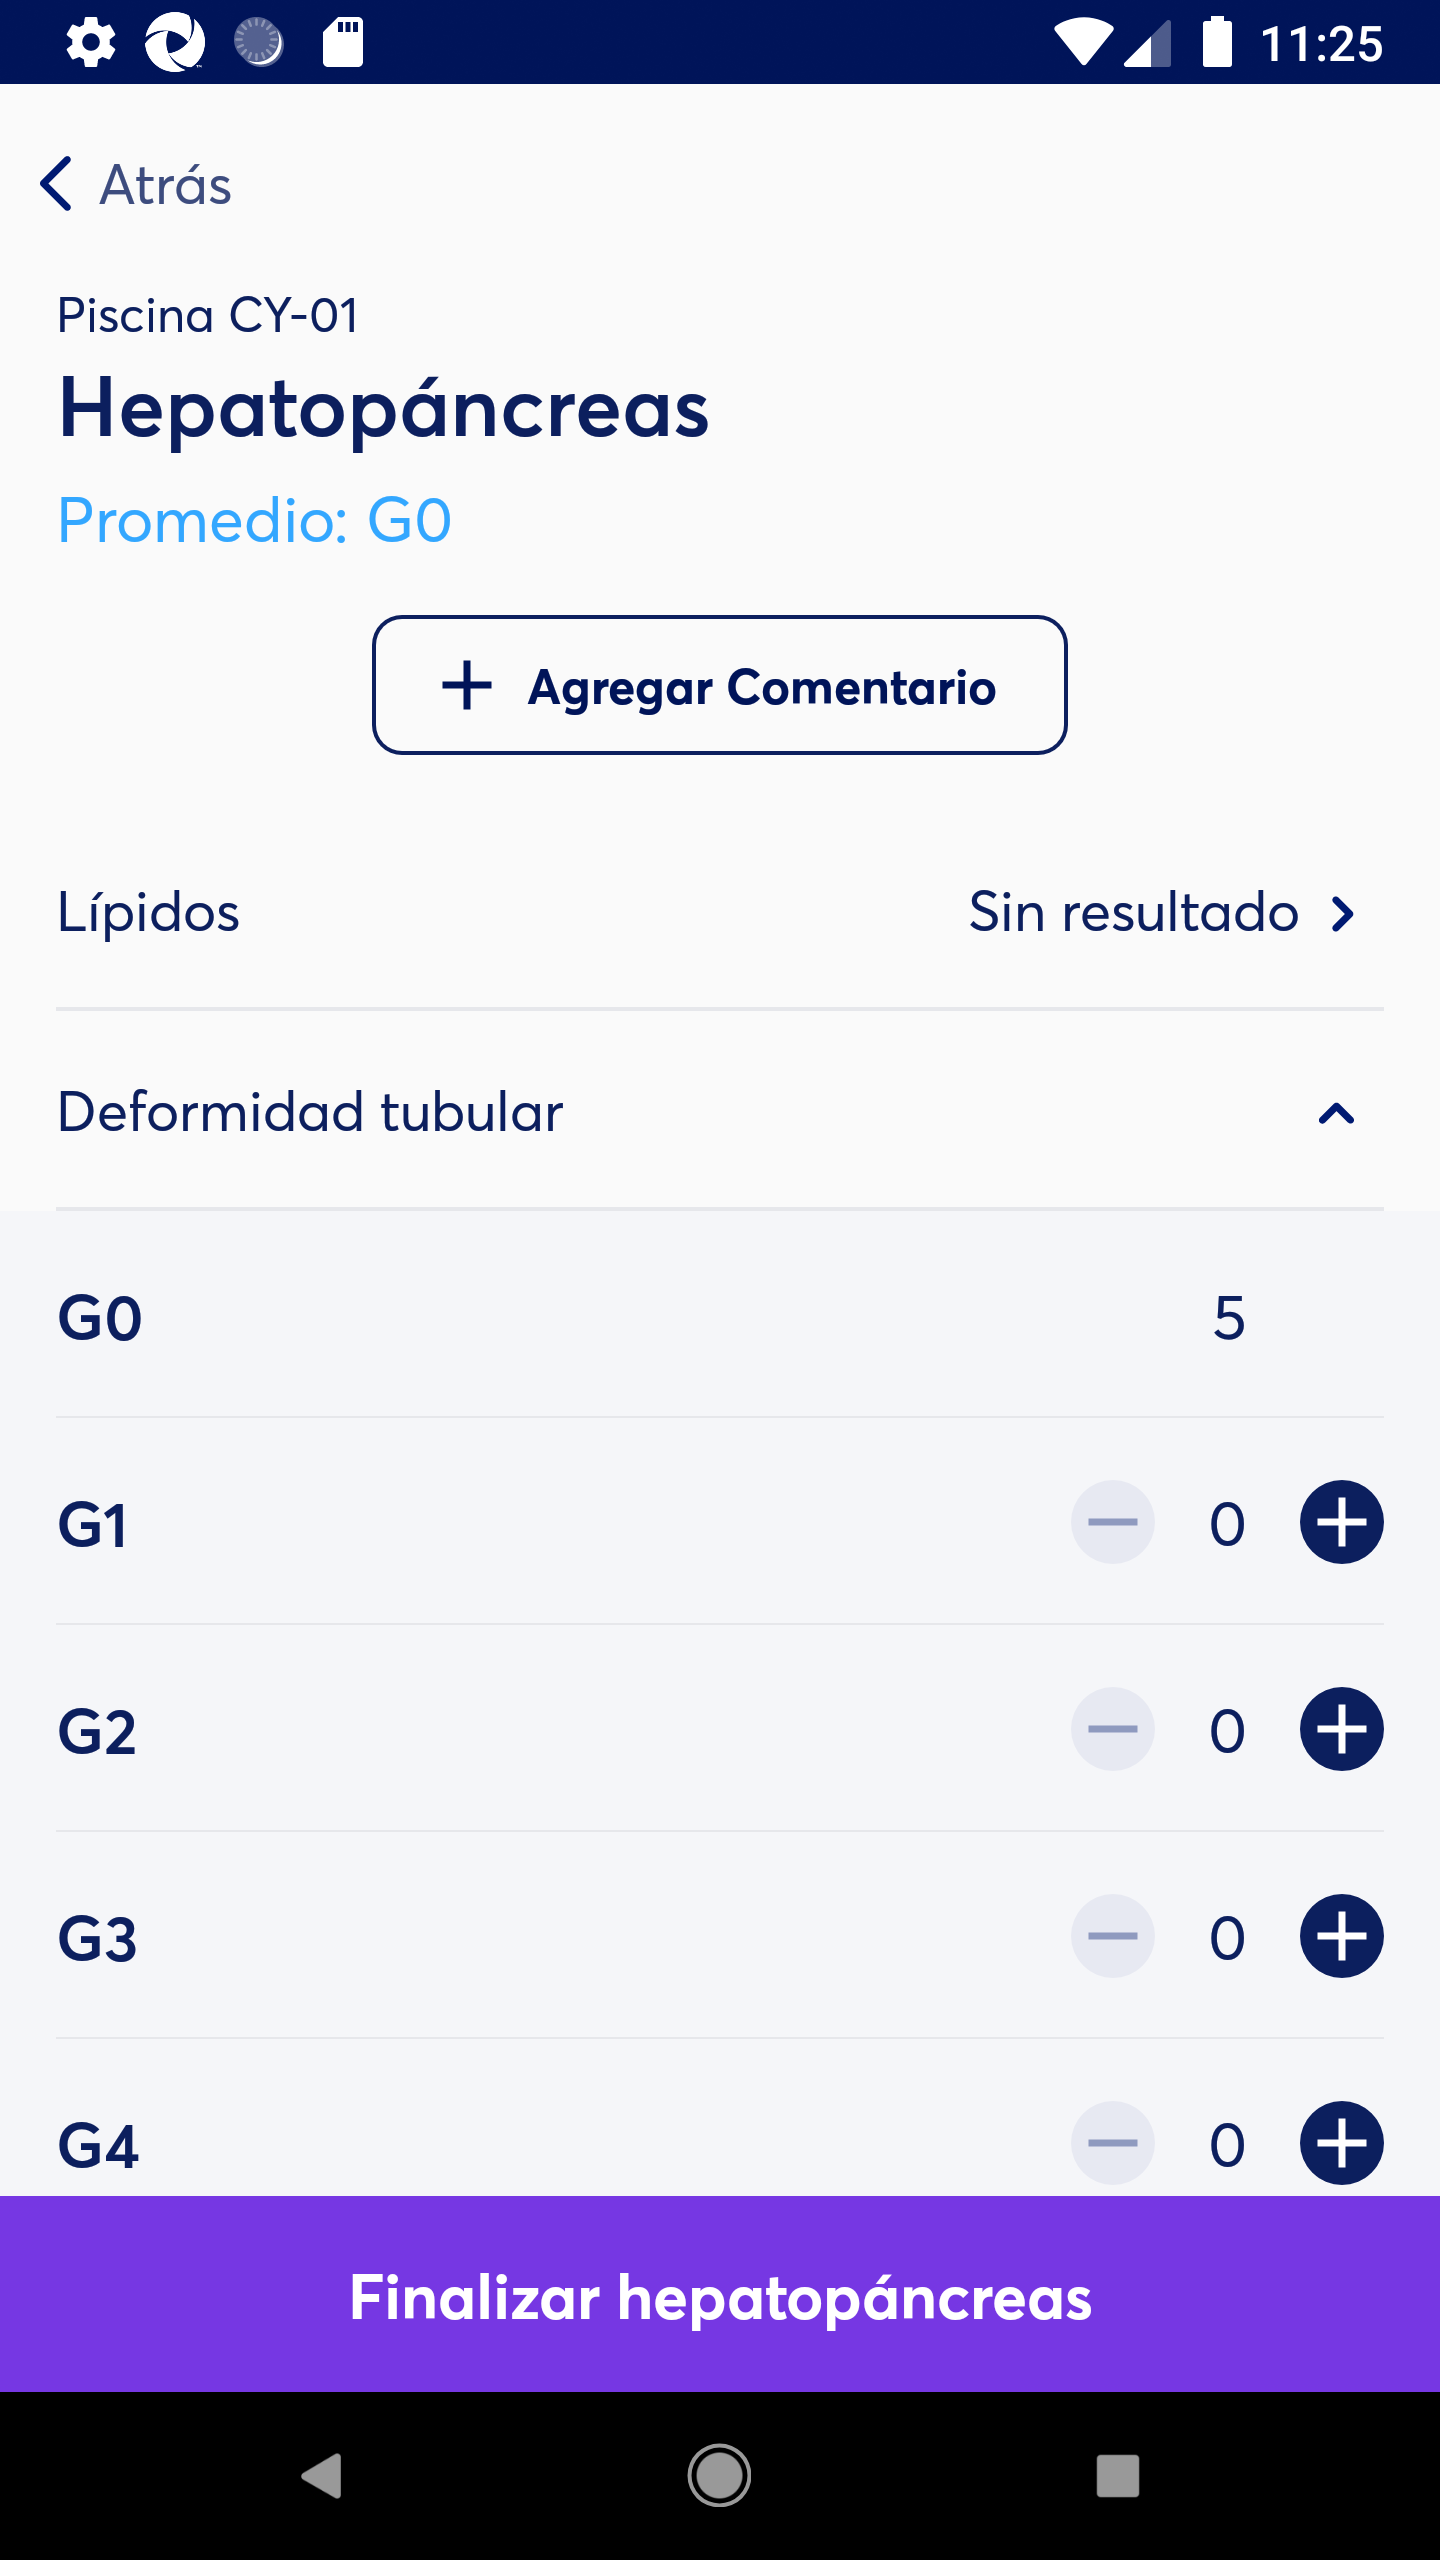 11:25
Atrás
Piscina CY-01
Hepatopáncreas
Promedio: G0
Agregar Comentario
Lípidos Sin resultado
Deformidad tubular
G0 5
G1 0
G2 0
G3 0
G4 0
Finalizar hepatopáncreas